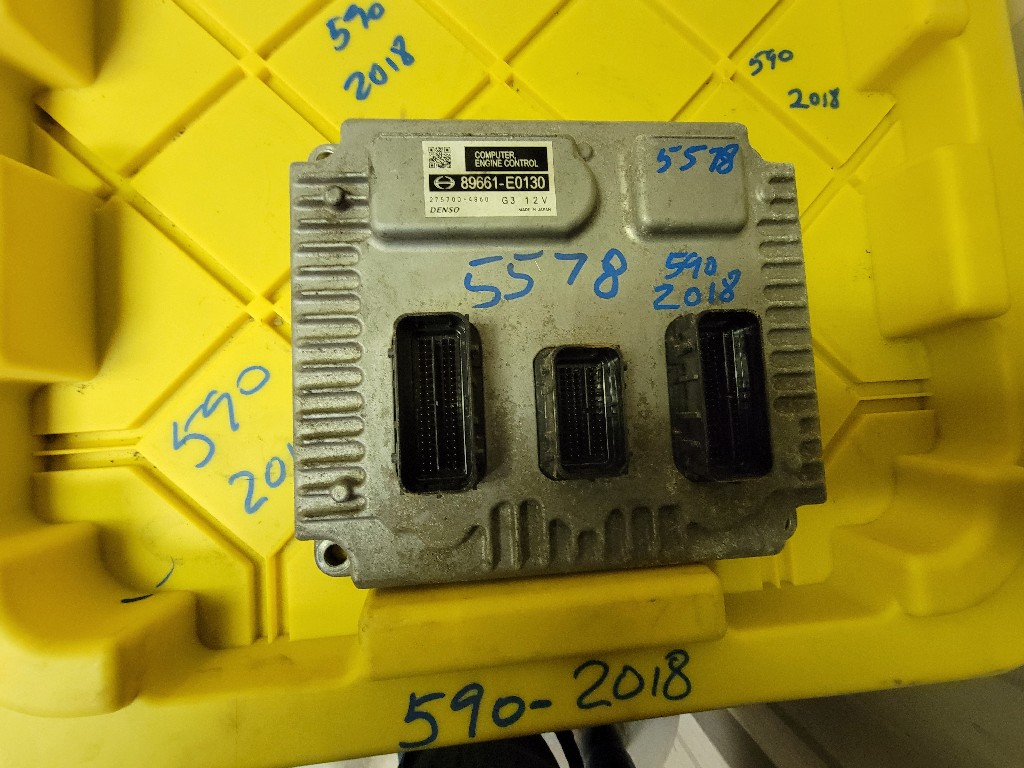 590
2018
590
2018
COMPUTER,
ENGINE CONTROL
89661-E0130
275700-4860 G3 12V
DENSO MADE IN JAPAN
5578
5578
590
2018
590
201
590-2018